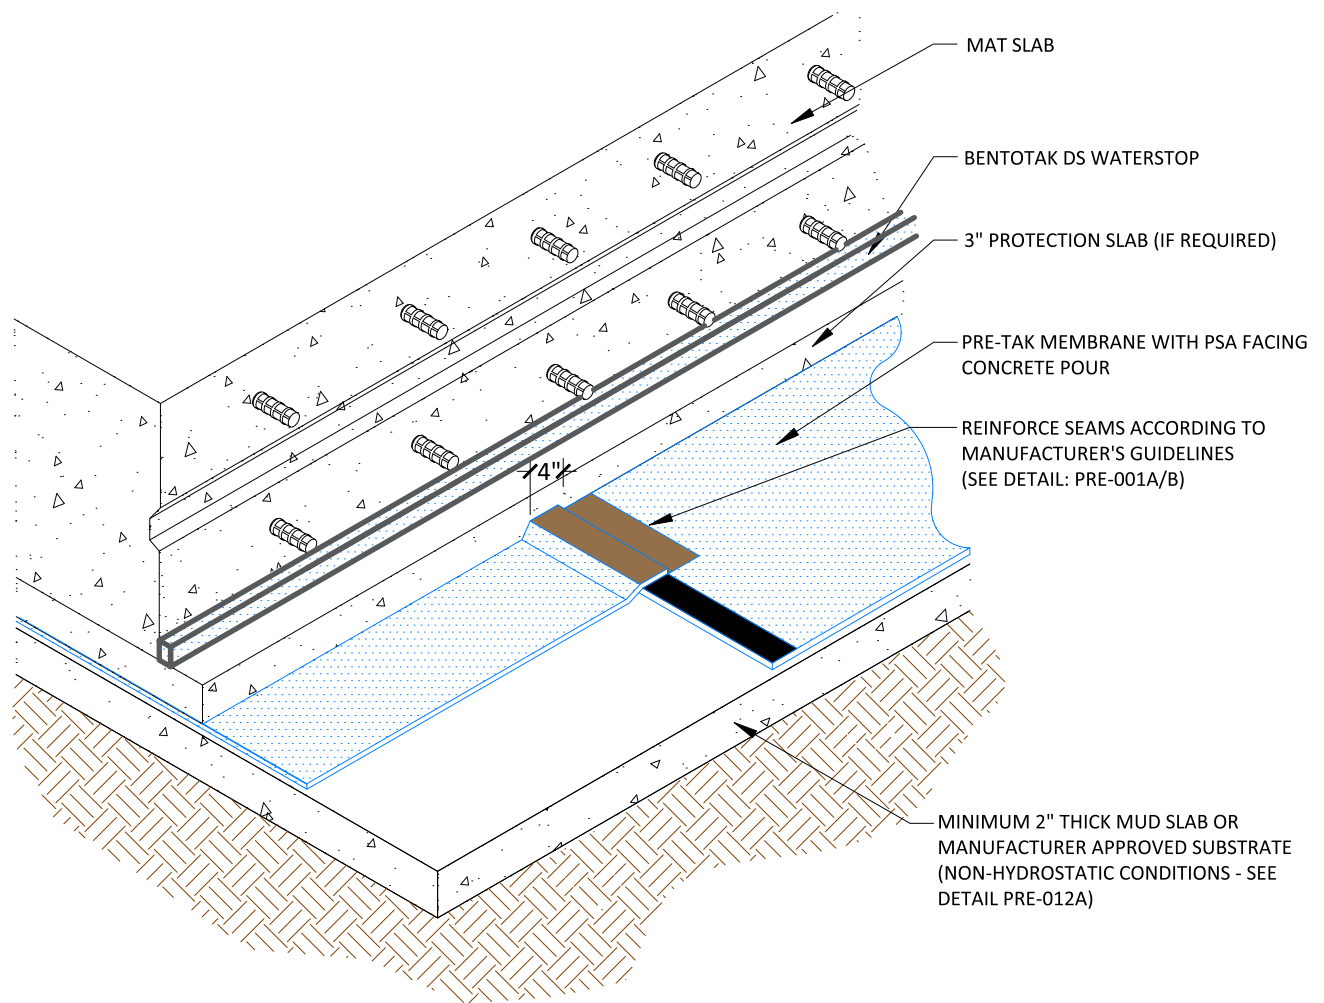 MAT SLAB
BENTOTAK DS WATERSTOP
3" PROTECTION SLAB (IF REQUIRED)
PRE-TAK MEMBRANE WITH PSA FACING
CONCRETE POUR
REINFORCE SEAMS ACCORDING TO
MANUFACTURER'S GUIDELINES
(SEE DETAIL: PRE-001A/B)
4"
MINIMUM 2" THICK MUD SLAB OR
MANUFACTURER APPROVED SUBSTRATE
(NON-HYDROSTATIC CONDITIONS - SEE
DETAIL PRE-012A)